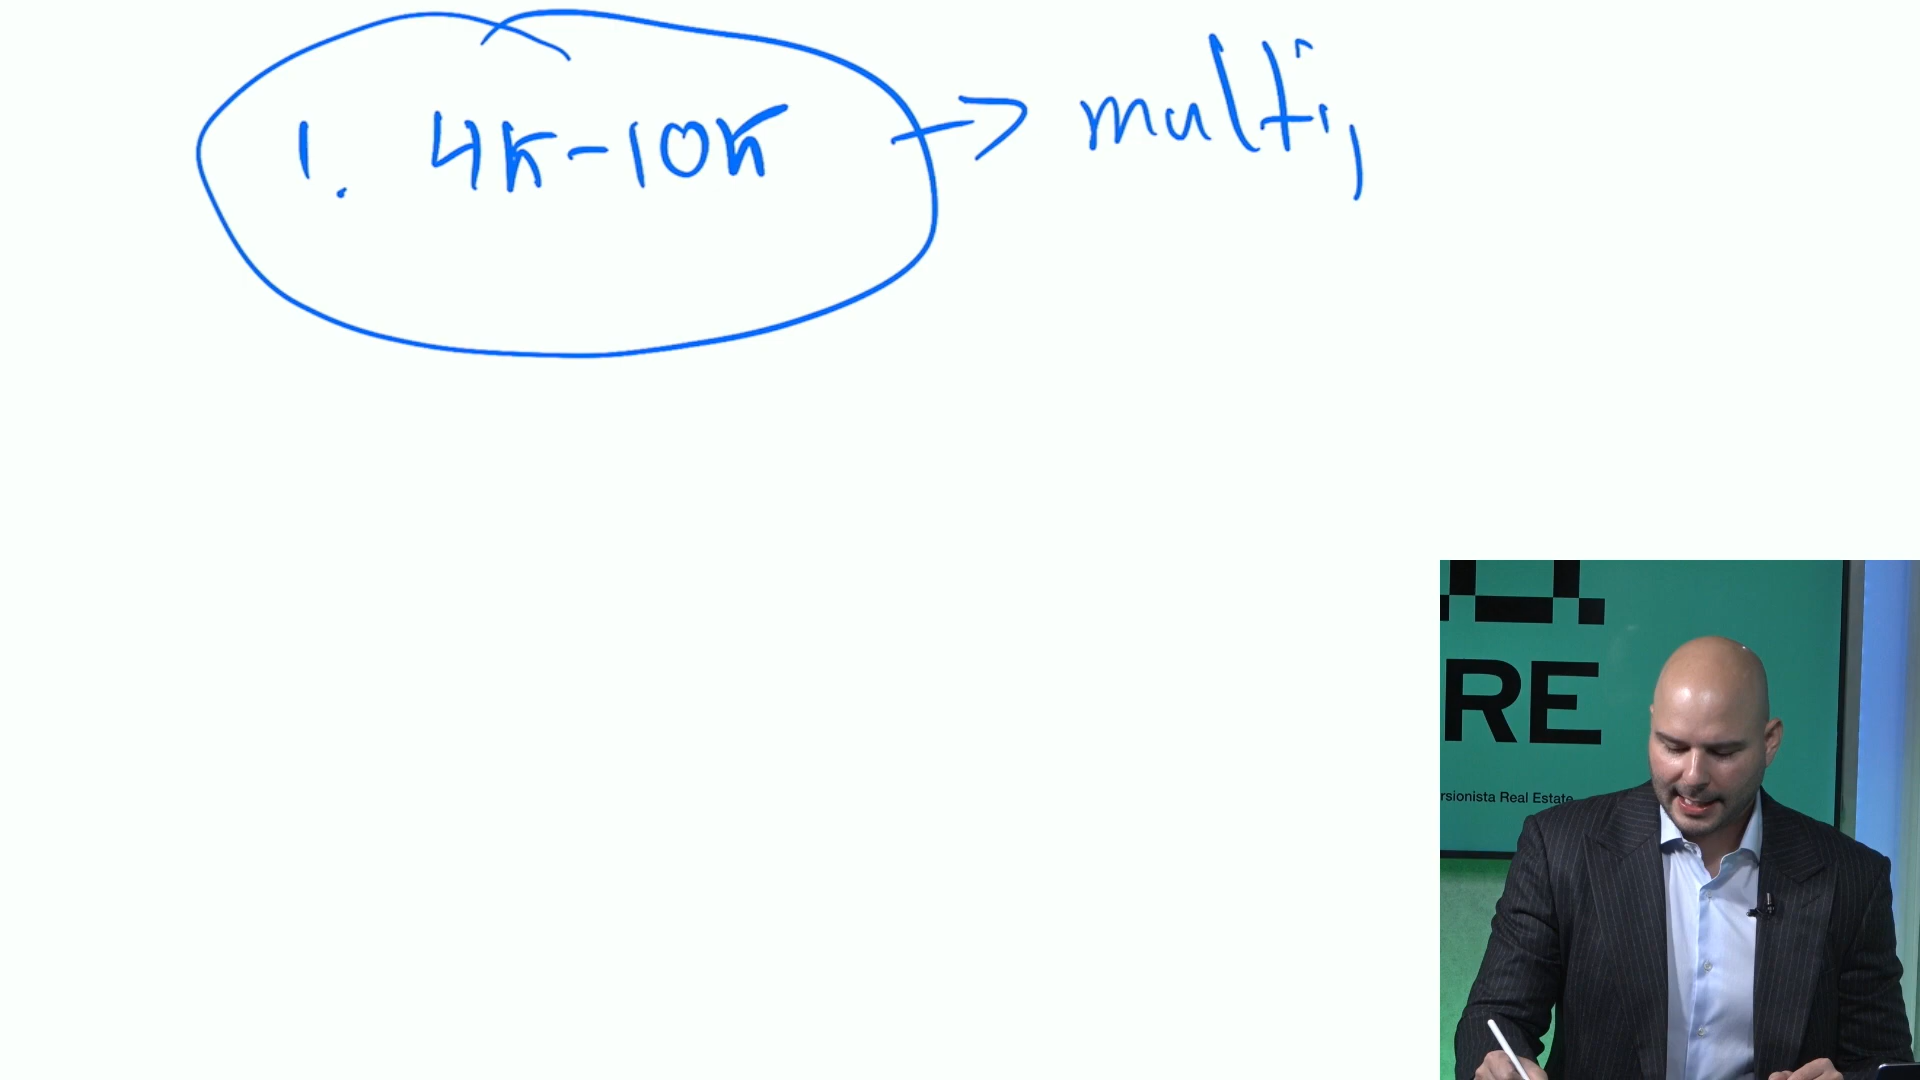 1. 4K-10K → multi,
RE
rsionista Real Estate